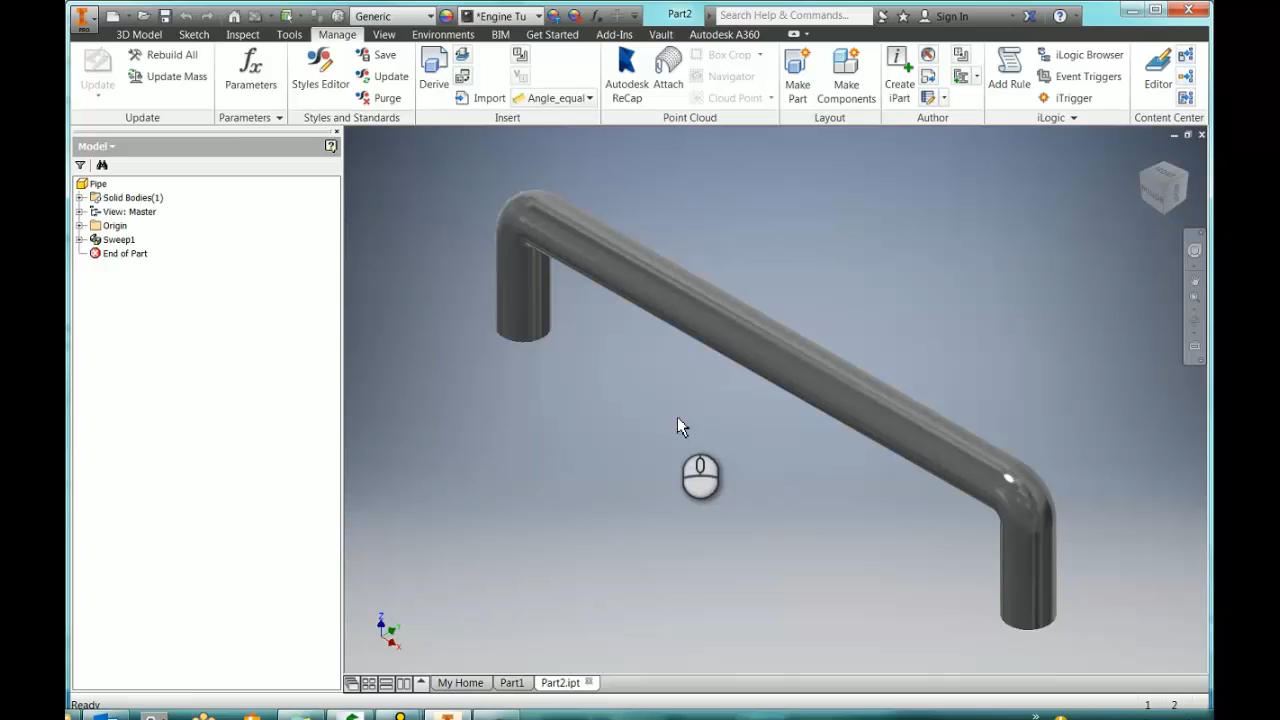 PRO
Generic
*Engine Tu
Part2
Search Help & Commands...
Sign In
3D Model
Sketch
Inspect
Tools
Manage
View
Environments
BIM
Get Started
Add-Ins
Vault
Autodesk A360
Update
Rebuild All
Update Mass
Update
fx
Parameters
Parameters
Styles Editor
Save
Update
Purge
Styles and Standards
Derive
Import
Angle_equal
Insert
Autodesk
ReCap
Attach
Box Crop
Navigator
Cloud Point
Point Cloud
Make
Part
Make
Components
Layout
Create
iPart
Author
Add Rule
iLogic Browser
Event Triggers
iTrigger
iLogic
Editor
Content Center
Model
Pipe
Solid Bodies(1)
View: Master
Origin
Sweep1
End of Part
Z
Y
X
My Home
Part1
Part2.ipt
Ready
1
2